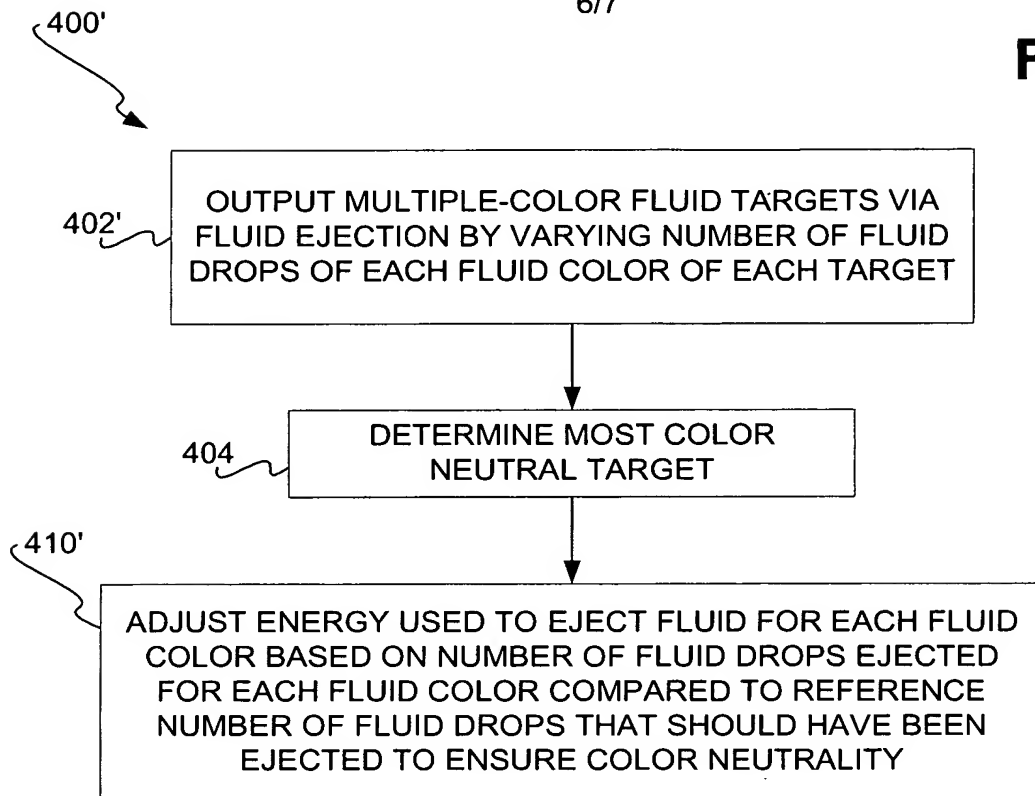 6/7
400'
F
402'
OUTPUT MULTIPLE-COLOR FLUID TARGETS VIA
FLUID EJECTION BY VARYING NUMBER OF FLUID
DROPS OF EACH FLUID COLOR OF EACH TARGET
404
DETERMINE MOST COLOR
NEUTRAL TARGET
410'
ADJUST ENERGY USED TO EJECT FLUID FOR EACH FLUID
COLOR BASED ON NUMBER OF FLUID DROPS EJECTED
FOR EACH FLUID COLOR COMPARED TO REFERENCE
NUMBER OF FLUID DROPS THAT SHOULD HAVE BEEN
EJECTED TO ENSURE COLOR NEUTRALITY